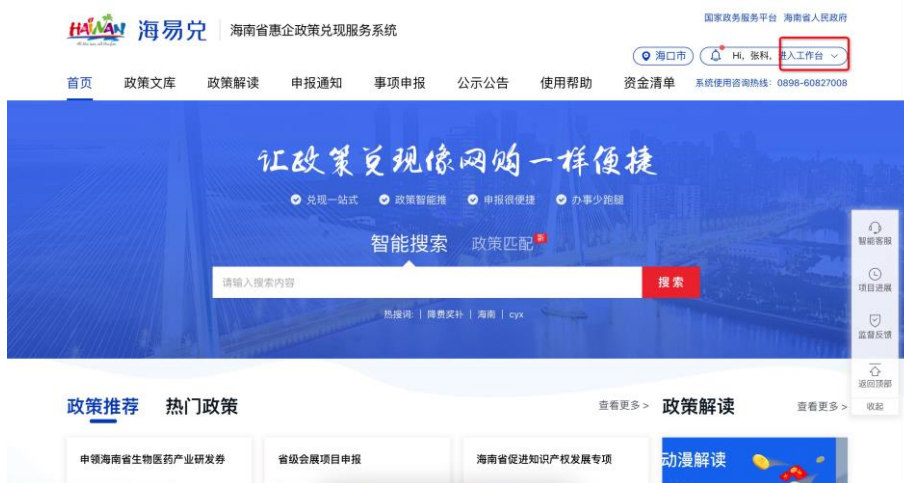 国家政务服务平台 海南省人民政府
HAINAN 海易兑 海南省惠企政策兑现服务系统
海口市 Hi, 张科, 进入工作台
首页 政策文库 政策解读 申报通知 事项申报 公示公告 使用帮助 资金清单 系统使用咨询热线: 0898-60827008
让政策兑现像网购一样便捷
兑现一站式 政策智能推 申报很便捷 办事少跑腿
智能搜索 政策匹配 新
请输入搜索内容 搜索
热搜词: | 降费奖补 | 海南 | cyx
智能客服
项目进展
监督反馈
返回顶部
收起
政策推荐 热门政策 查看更多 > 政策解读 查看更多 >
申领海南省生物医药产业研发券 省级会展项目申报 海南省促进知识产权发展专项 动漫解读